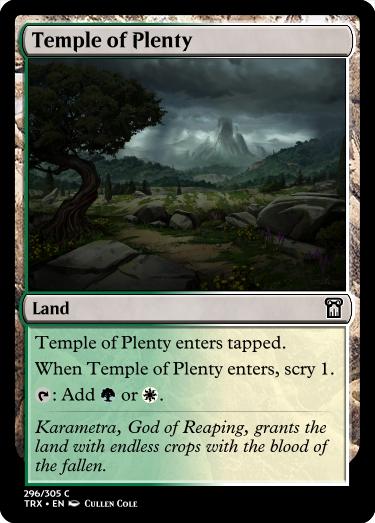 Temple of Plenty
Land
Temple of Plenty enters tapped.
When Temple of Plenty enters, scry 1.
: Add or .
Karametra, God of Reaping, grants the
land with endless crops with the blood of
the fallen.
296/305 C
TRX • EN Cullen Cole